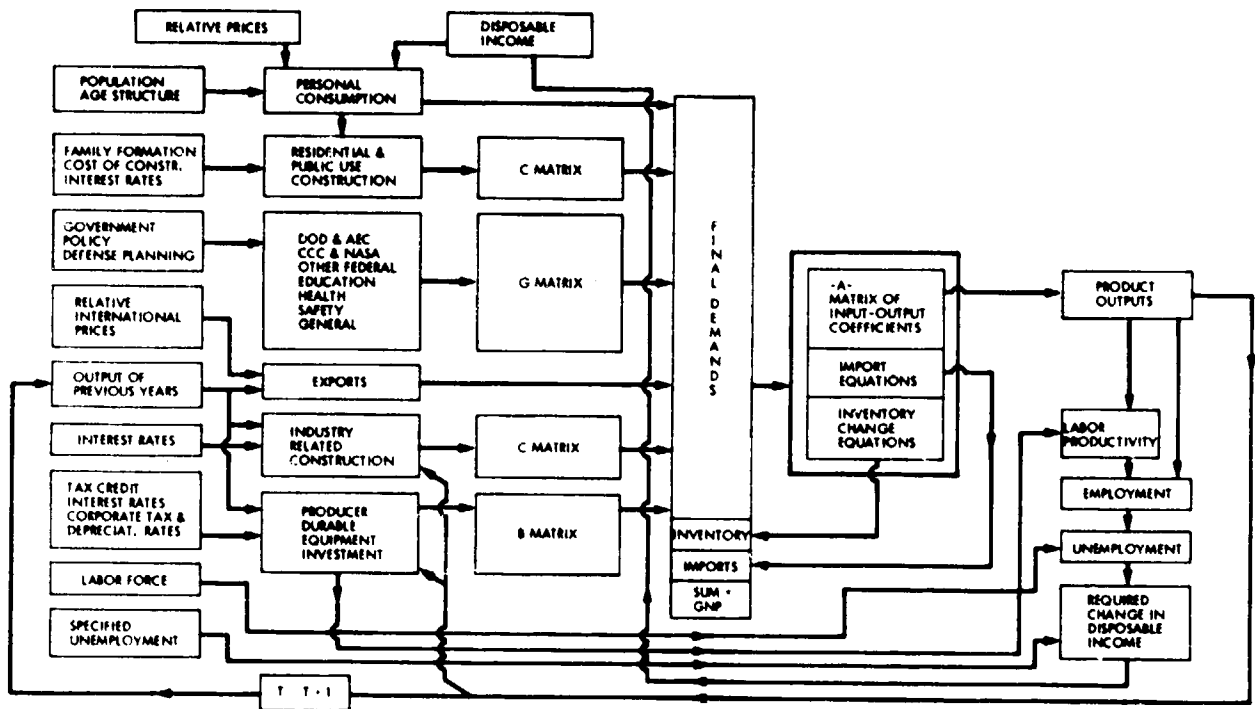 RELATIVE PRICES
DISPOSABLE
INCOME
POPULATION
AGE STRUCTURE
PERSONAL
CONSUMPTION
FAMILY FORMATION
COST OF CONSTR.
INTEREST RATES
RESIDENTIAL &
PUBLIC USE
CONSTRUCTION
C MATRIX
GOVERNMENT
POLICY
DEFENSE PLANNING
DOD & AEC
CCC & NASA
OTHER FEDERAL
EDUCATION
HEALTH
SAFETY
GENERAL
G MATRIX
FINAL DEMANDS
-A-
MATRIX OF
INPUT-OUTPUT
COEFFICIENTS
PRODUCT
OUTPUTS
RELATIVE
INTERNATIONAL
PRICES
OUTPUT OF
PREVIOUS YEARS
EXPORTS
IMPORT
EQUATIONS
INTEREST RATES
INDUSTRY
RELATED
CONSTRUCTION
C MATRIX
INVENTORY
CHANGE
EQUATIONS
LABOR
PRODUCTIVITY
TAX CREDIT
INTEREST RATES
CORPORATE TAX &
DEPRECIAT. RATES
PRODUCER
DURABLE
EQUIPMENT
INVESTMENT
B MATRIX
INVENTORY
EMPLOYMENT
UNEMPLOYMENT
LABOR FORCE
IMPORTS
SUM =
GNP
SPECIFIED
UNEMPLOYMENT
REQUIRED
CHANGE IN
DISPOSABLE
INCOME